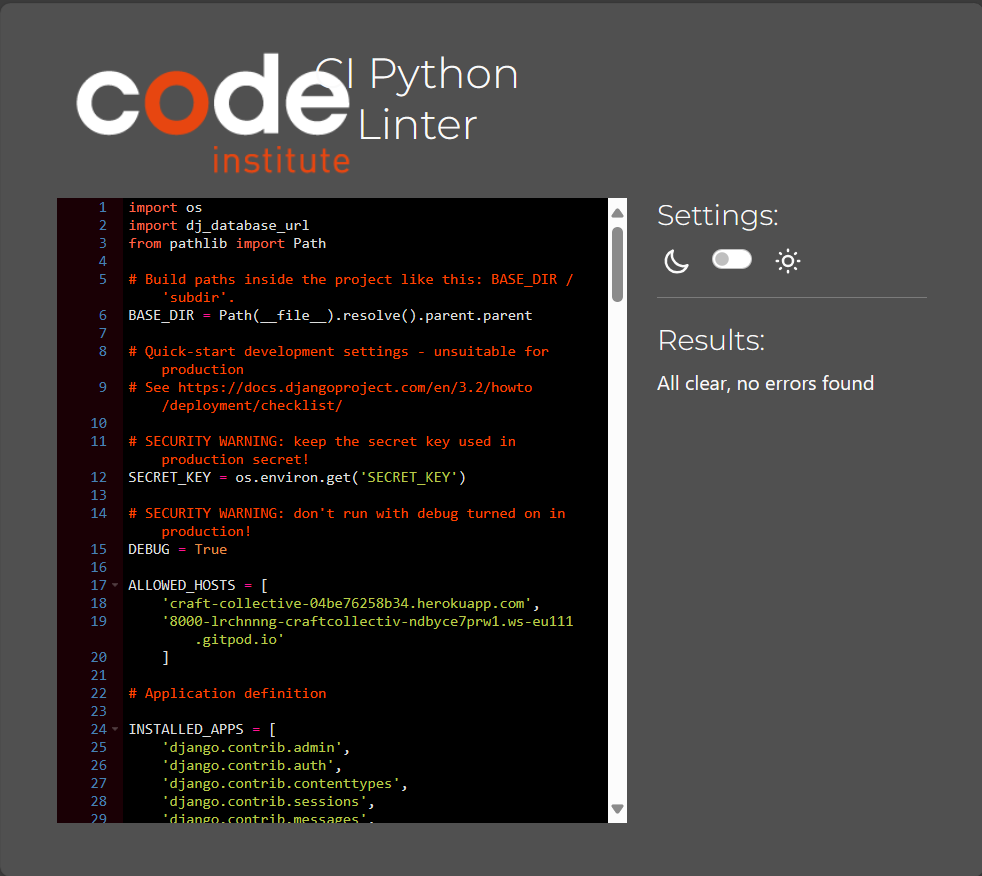 code
institute
CI Python
Linter
1 import os
2 import dj_database_url
3 from pathlib import Path
4
5 # Build paths inside the project like this: BASE_DIR /
'subdir'.
6 BASE_DIR = Path(__file__).resolve().parent.parent
7
8 # Quick-start development settings - unsuitable for
production
9 # See https://docs.djangoproject.com/en/3.2/howto
/deployment/checklist/
10
11 # SECURITY WARNING: keep the secret key used in
production secret!
12 SECRET_KEY = os.environ.get('SECRET_KEY')
13
14 # SECURITY WARNING: don't run with debug turned on in
production!
15 DEBUG = True
16
17 ALLOWED_HOSTS = [
18 'craft-collective-04be76258b34.herokuapp.com',
19 '8000-lrchnnng-craftcollectiv-ndbyce7prw1.ws-eu111
.gitpod.io'
20 ]
21
22 # Application definition
23
24 INSTALLED_APPS = [
25 'django.contrib.admin',
26 'django.contrib.auth',
27 'django.contrib.contenttypes',
28 'django.contrib.sessions',
29 'django.contrib.messages',
Settings:
Results:
All clear, no errors found